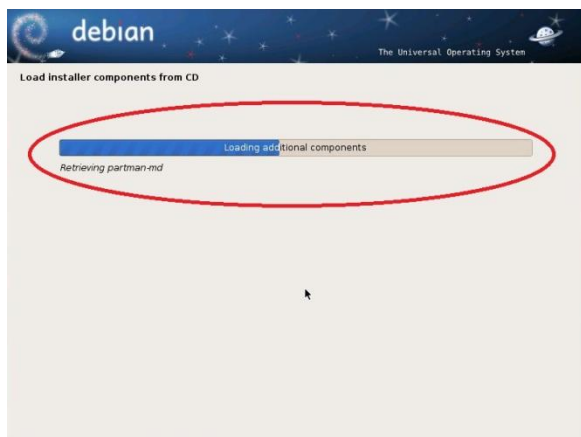 debian
The Universal Operating System
Load installer components from CD
Loading additional components
Retrieving partman-md